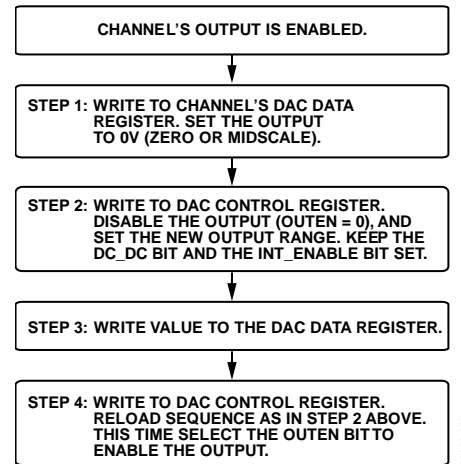 CHANNEL'S OUTPUT IS ENABLED.
STEP 1: WRITE TO CHANNEL'S DAC DATA
REGISTER. SET THE OUTPUT
TO 0V (ZERO OR MIDSCALE).
STEP 2: WRITE TO DAC CONTROL REGISTER.
DISABLE THE OUTPUT (OUTEN = 0), AND
SET THE NEW OUTPUT RANGE. KEEP THE
DC_DC BIT AND THE INT_ENABLE BIT SET.
STEP 3: WRITE VALUE TO THE DAC DATA REGISTER.
STEP 4: WRITE TO DAC CONTROL REGISTER.
RELOAD SEQUENCE AS IN STEP 2 ABOVE.
THIS TIME SELECT THE OUTEN BIT TO
ENABLE THE OUTPUT.